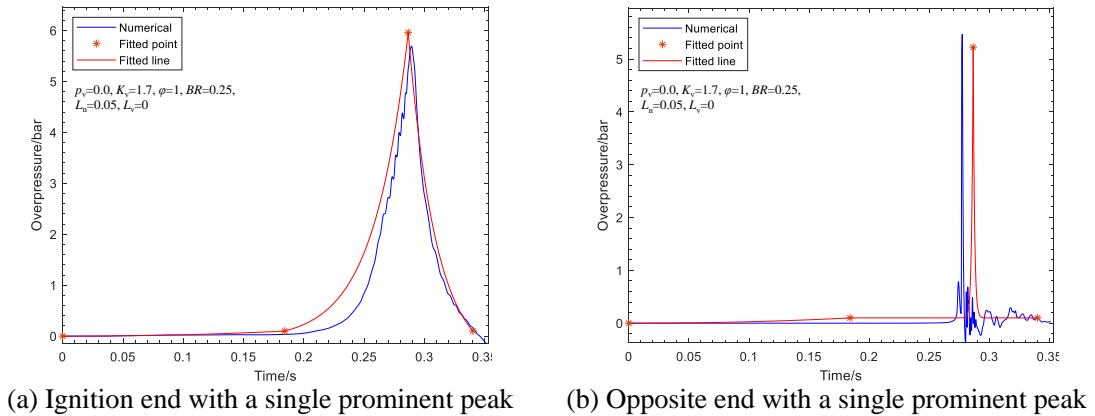 Numerical
Fitted point
Fitted line
pv=0.0, Kv=1.7, φ=1, BR=0.25,
Ln=0.05, Lv=0
Overpressure/bar
6
5
4
3
2
1
0
0
0.05
0.1
0.15
0.2
0.25
0.3
0.35
Time/s
(a) Ignition end with a single prominent peak
Numerical
Fitted point
Fitted line
pv=0.0, Kv=1.7, φ=1, BR=0.25,
Ln=0.05, Lv=0
Overpressure/bar
5
4
3
2
1
0
0
0.05
0.1
0.15
0.2
0.25
0.3
0.35
Time/s
(b) Opposite end with a single prominent peak